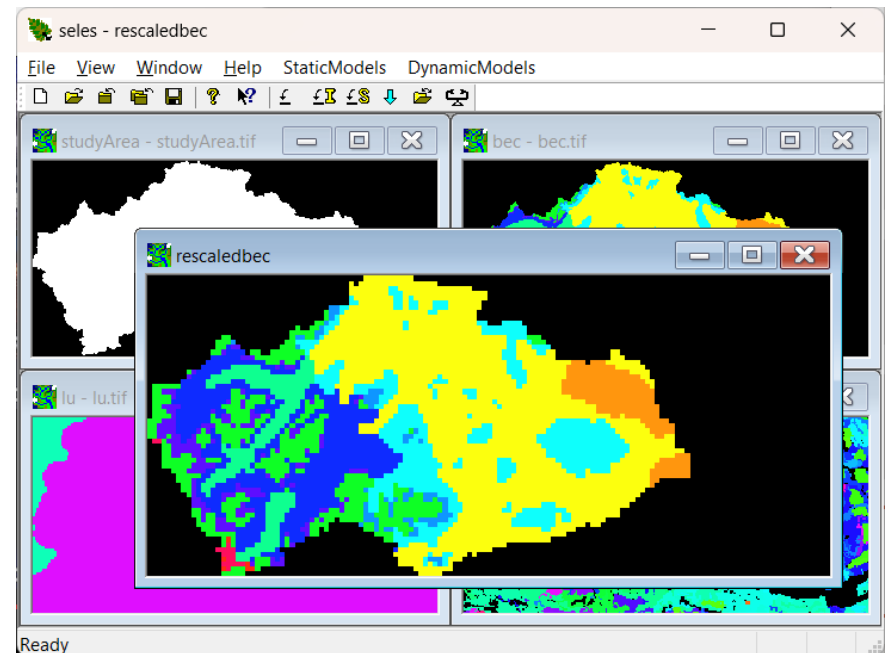 seles - rescaledbec
File View Window Help StaticModels DynamicModels
studyArea - studyArea.tif
bec - bec.tif
rescaledbec
lu - lu.tif
Ready